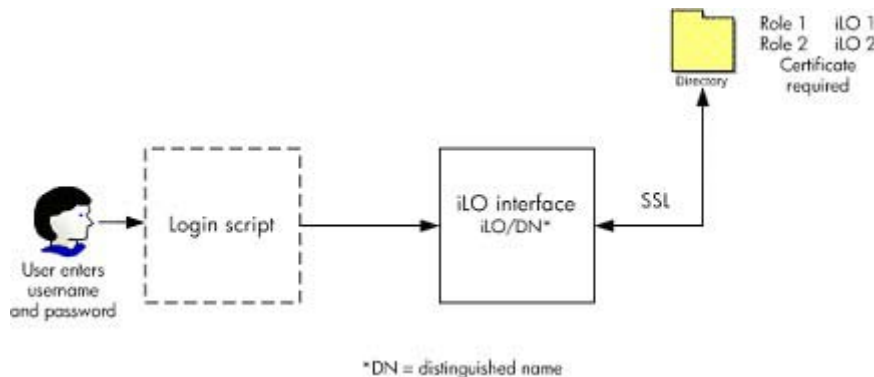 Role 1 iLO 1
Role 2 iLO 2
Certificate
required
Directory
Login script
iLO interface
iLO/DN*
SSL
User enters
username
and password
*DN = distinguished name